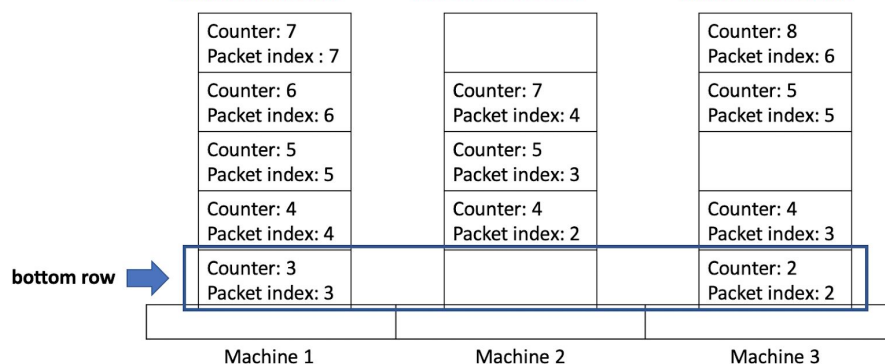 Counter: 7
Packet index : 7
Counter: 6
Packet index: 6
Counter: 5
Packet index: 5
Counter: 4
Packet index: 4
Counter: 3
Packet index: 3
Counter: 7
Packet index: 4
Counter: 5
Packet index: 3
Counter: 4
Packet index: 2
Counter: 8
Packet index: 6
Counter: 5
Packet index: 5
Counter: 4
Packet index: 3
Counter: 2
Packet index: 2
bottom row
Machine 1
Machine 2
Machine 3